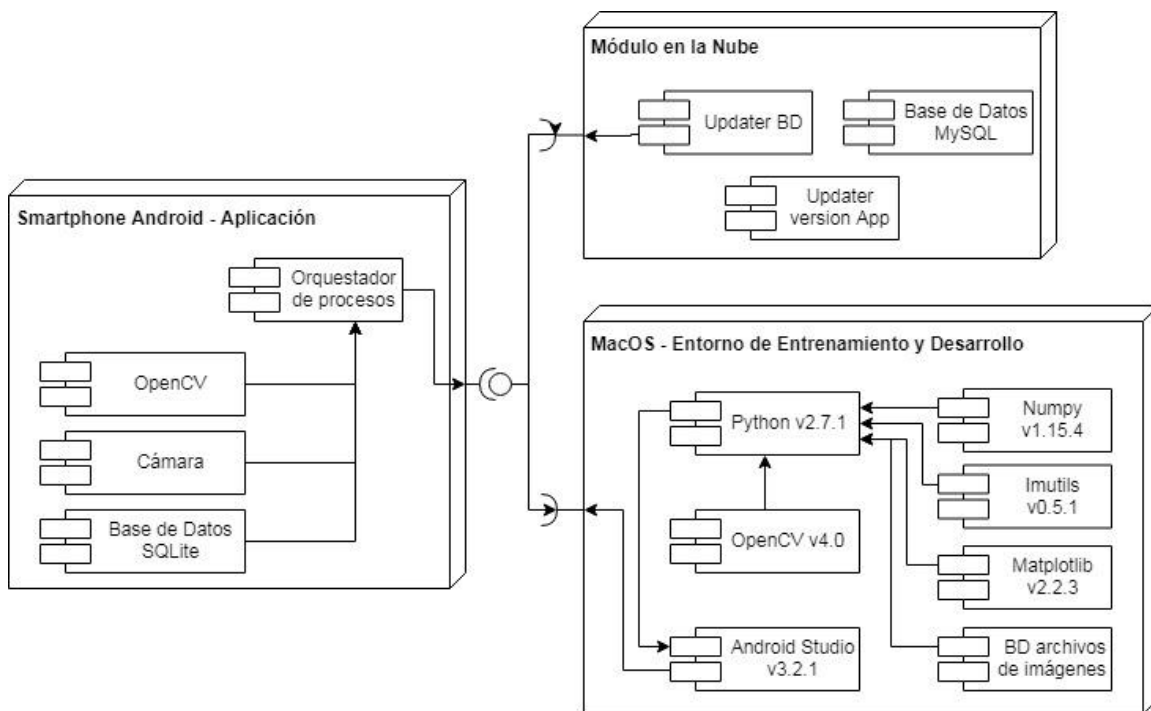 Módulo en la Nube
Updater BD
Base de Datos
MySQL
Updater
version App
Smartphone Android - Aplicación
Orquestador
de procesos
OpenCV
Cámara
Base de Datos
SQLite
MacOS - Entorno de Entrenamiento y Desarrollo
Python v2.7.1
Numpy
v1.15.4
Imutils
v0.5.1
OpenCV v4.0
Matplotlib
v2.2.3
Android Studio
v3.2.1
BD archivos
de imágenes